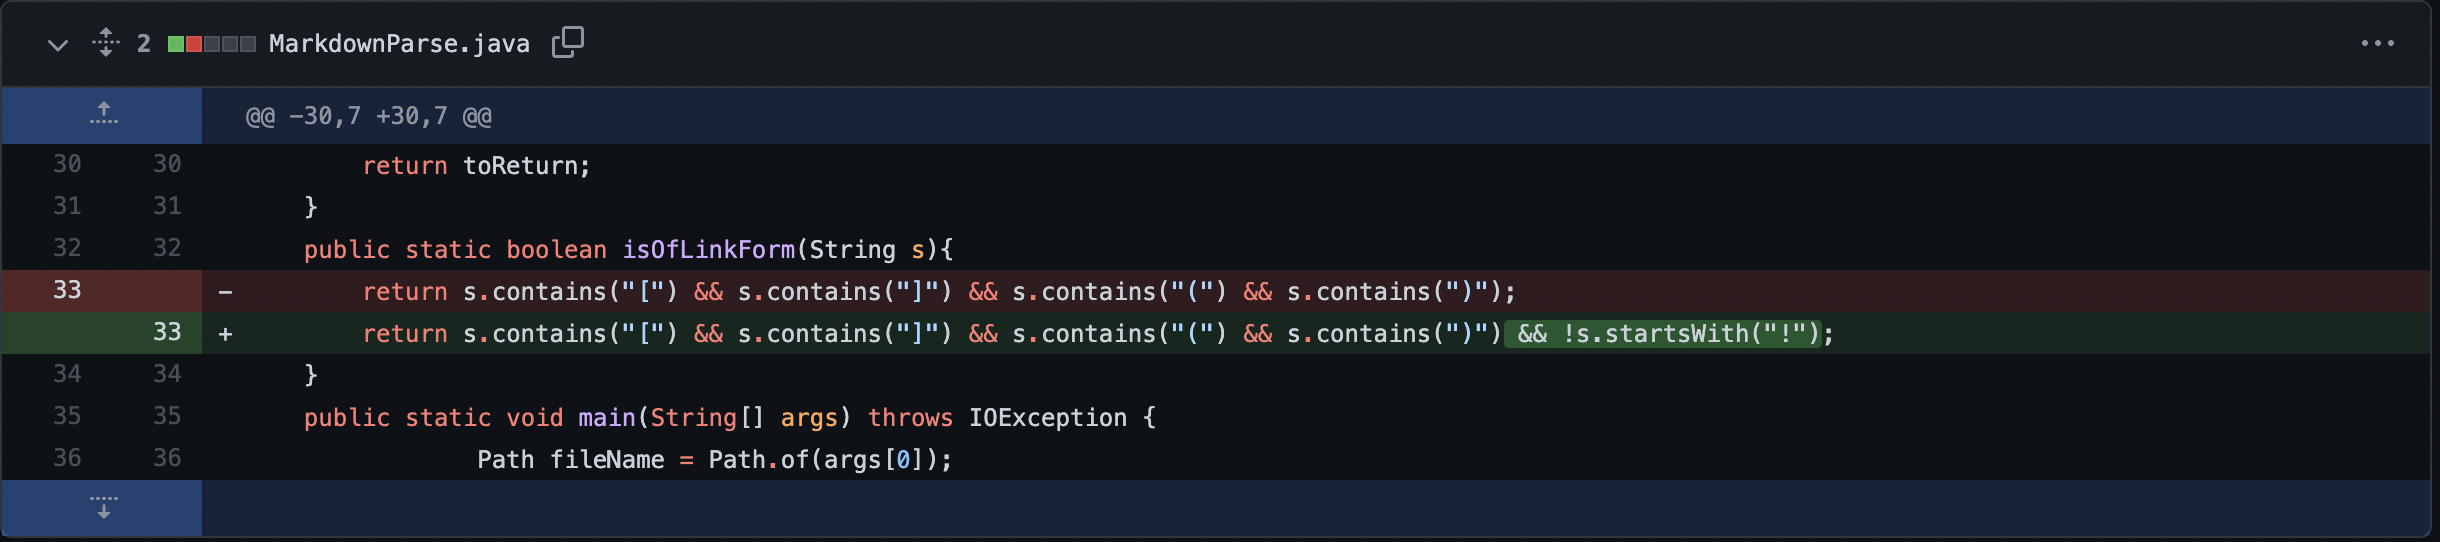 2 MarkdownParse.java
@@ -30,7 +30,7 @@
30 30 return toReturn;
31 31 }
32 32 public static boolean isOfLinkForm(String s){
33 - return s.contains("[") && s.contains("]") && s.contains("(") && s.contains(")");
33 + return s.contains("[") && s.contains("]") && s.contains("(") && s.contains(")") && !s.startsWith("!");
34 34 }
35 35 public static void main(String[] args) throws IOException {
36 36 Path fileName = Path.of(args[0]);